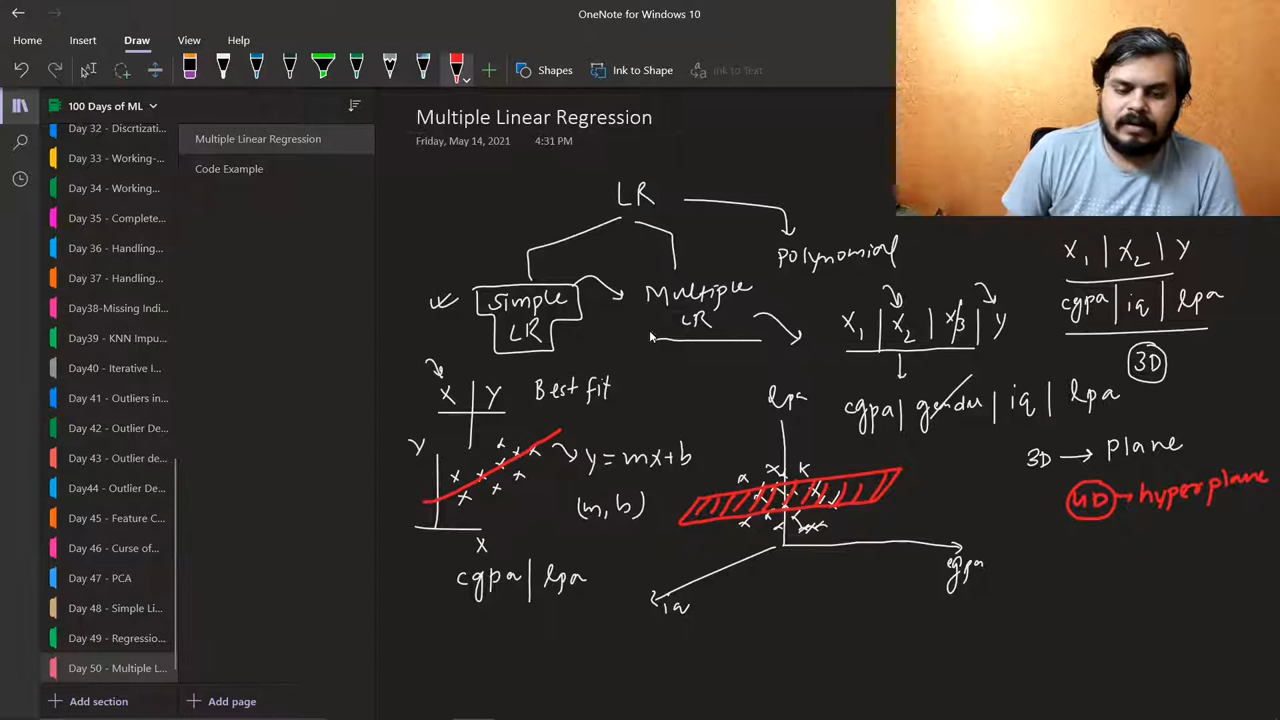 OneNote for Windows 10
Home Insert Draw View Help
Shapes Ink to Shape Ink to Text
100 Days of ML
Day 32 - Discrtization...
Day 33 - Working-...
Day 34 - Working...
Day 35 - Complete...
Day 36 - Handling...
Day 37 - Handling...
Day38-Missing Indi...
Day39 - KNN Impu...
Day40 - Iterative I...
Day 41 - Outliers in...
Day 42 - Outlier De...
Day 43 - Outlier de...
Day44 - Outlier De...
Day 45 - Feature C...
Day 46 - Curse of...
Day 47 - PCA
Day 48 - Simple Li...
Day 49 - Regressio...
Day 50 - Multiple L...
Add section
Multiple Linear Regression
Code Example
Add page
Multiple Linear Regression
Friday, May 14, 2021 4:31 PM
LR
Polynomial
Simple
LR
Multiple
LR
X1 | X2 | X3 | Y
cgpa | gender | iq | lpa
X1 | X2 | Y
cgpa | iq | lpa
3D
X Y
Best fit
Y
X
y = mx+b
(m, b)
cgpa | lpa
lpa
cgpa
iq
3D → plane
4D → hyperplane